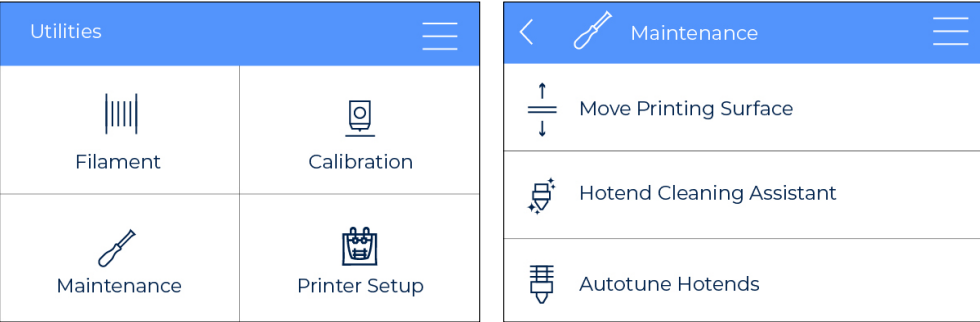 Utilities
Filament
Calibration
Maintenance
Printer Setup
Maintenance
Move Printing Surface
Hotend Cleaning Assistant
Autotune Hotends